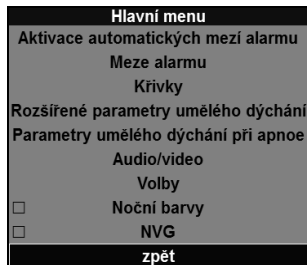 Hlavní menu
Aktivace automatických mezí alarmu
Meze alarmu
Křivky
Rozšířené parametry umělého dýchání
Parametry umělého dýchání při apnoe
Audio/video
Volby
☐ Noční barvy
☐ NVG
zpět